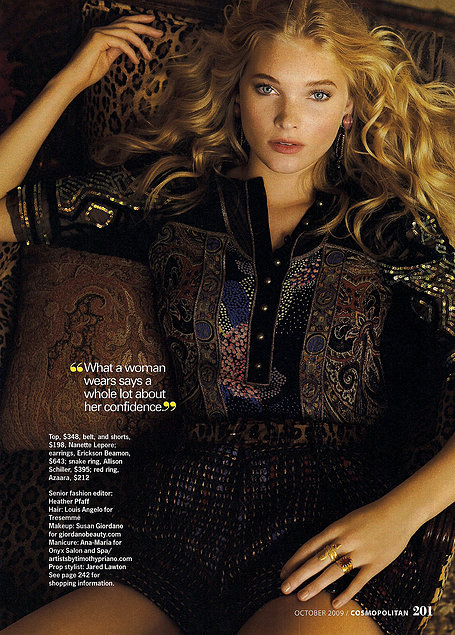 “What a woman
wears says a
whole lot about
her confidence.”
Top, $348, belt, and shorts,
$198, Nanette Lepore;
earrings, Erickson Beamon,
$643; snake ring, Allison
Schiller, $395; red ring,
Azaara, $212
Senior fashion editor:
Heather Pfaff
Hair: Louis Angelo for
Tresemmé
Makeup: Susan Giordano
for giordanobeauty.com
Manicure: Ana-Maria for
Onyx Salon and Spa/
artistsbytimothypriano.com
Prop stylist: Jared Lawton
See page 242 for
shopping information.
OCTOBER 2009 / COSMOPOLITAN 201